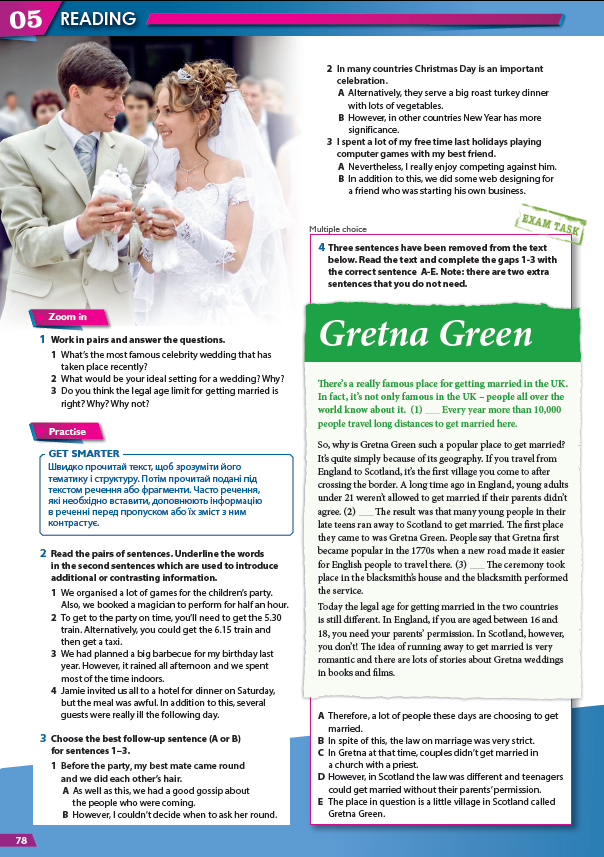 05 READING
Zoom in
1 Work in pairs and answer the questions.
1 What's the most famous celebrity wedding that has
taken place recently?
2 What would be your ideal setting for a wedding? Why?
3 Do you think the legal age limit for getting married is
right? Why? Why not?
Practise
GET SMARTER
Швидко прочитай текст, щоб зрозуміти його
тематику і структуру. Потім прочитай подані під
текстом речення або фрагменти. Часто речення,
які необхідно вставити, доповнюють інформацію
в реченні перед пропуском або їх зміст з ним
контрастує.
2 Read the pairs of sentences. Underline the words
in the second sentences which are used to introduce
additional or contrasting information.
1 We organised a lot of games for the children's party.
Also, we booked a magician to perform for half an hour.
2 To get to the party on time, you'll need to get the 5.30
train. Alternatively, you could get the 6.15 train and
then get a taxi.
3 We had planned a big barbecue for my birthday last
year. However, it rained all afternoon and we spent
most of the time indoors.
4 Jamie invited us all to a hotel for dinner on Saturday,
but the meal was awful. In addition to this, several
guests were really ill the following day.
3 Choose the best follow-up sentence (A or B)
for sentences 1–3.
1 Before the party, my best mate came round
and we did each other's hair.
A As well as this, we had a good gossip about
the people who were coming.
B However, I couldn't decide when to ask her round.
2 In many countries Christmas Day is an important
celebration.
A Alternatively, they serve a big roast turkey dinner
with lots of vegetables.
B However, in other countries New Year has more
significance.
3 I spent a lot of my free time last holidays playing
computer games with my best friend.
A Nevertheless, I really enjoy competing against him.
B In addition to this, we did some web designing for
a friend who was starting his own business.
EXAM TASK
Multiple choice
4 Three sentences have been removed from the text
below. Read the text and complete the gaps 1-3 with
the correct sentence A-E. Note: there are two extra
sentences that you do not need.
Gretna Green
There's a really famous place for getting married in the UK.
In fact, it's not only famous in the UK – people all over the
world know about it. (1) ___ Every year more than 10,000
people travel long distances to get married here.
So, why is Gretna Green such a popular place to get married?
It's quite simply because of its geography. If you travel from
England to Scotland, it's the first village you come to after
crossing the border. A long time ago in England, young adults
under 21 weren't allowed to get married if their parents didn't
agree. (2) ___ The result was that many young people in their
late teens ran away to Scotland to get married. The first place
they came to was Gretna Green. People say that Gretna first
became popular in the 1770s when a new road made it easier
for English people to travel there. (3) ___ The ceremony took
place in the blacksmith's house and the blacksmith performed
the service.
Today the legal age for getting married in the two countries
is still different. In England, if you are aged between 16 and
18, you need your parents' permission. In Scotland, however,
you don't! The idea of running away to get married is very
romantic and there are lots of stories about Gretna weddings
in books and films.
A Therefore, a lot of people these days are choosing to get
married.
B In spite of this, the law on marriage was very strict.
C In Gretna at that time, couples didn't get married in
a church with a priest.
D However, in Scotland the law was different and teenagers
could get married without their parents' permission.
E The place in question is a little village in Scotland called
Gretna Green.
78